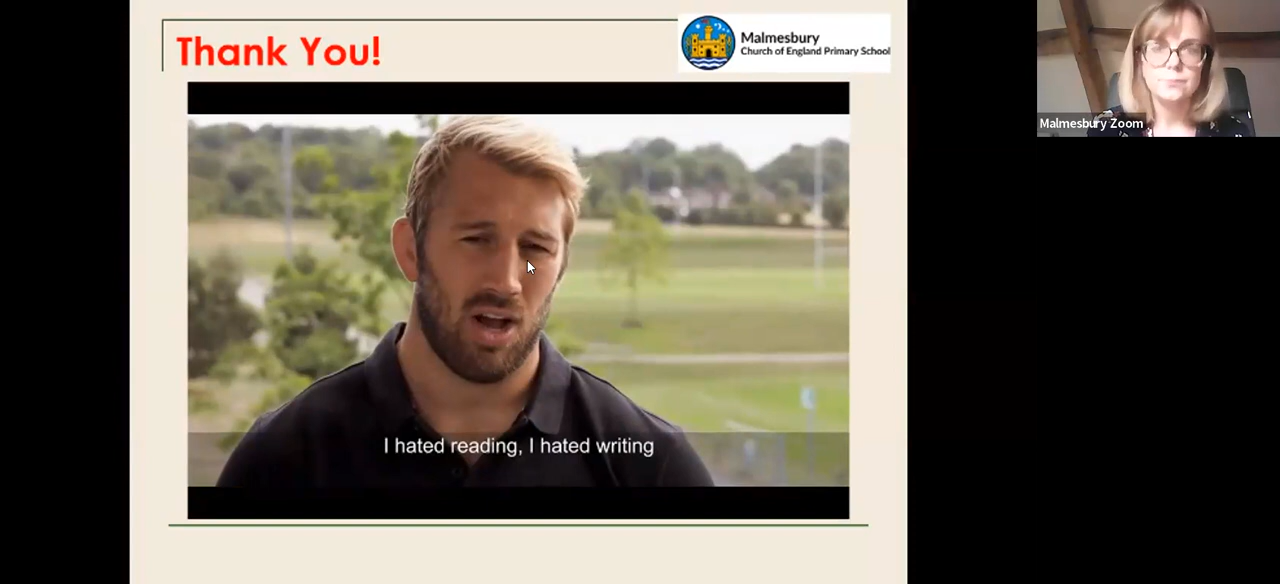 Thank You!
Malmesbury
Church of England Primary School
I hated reading, I hated writing
Malmesbury Zoom